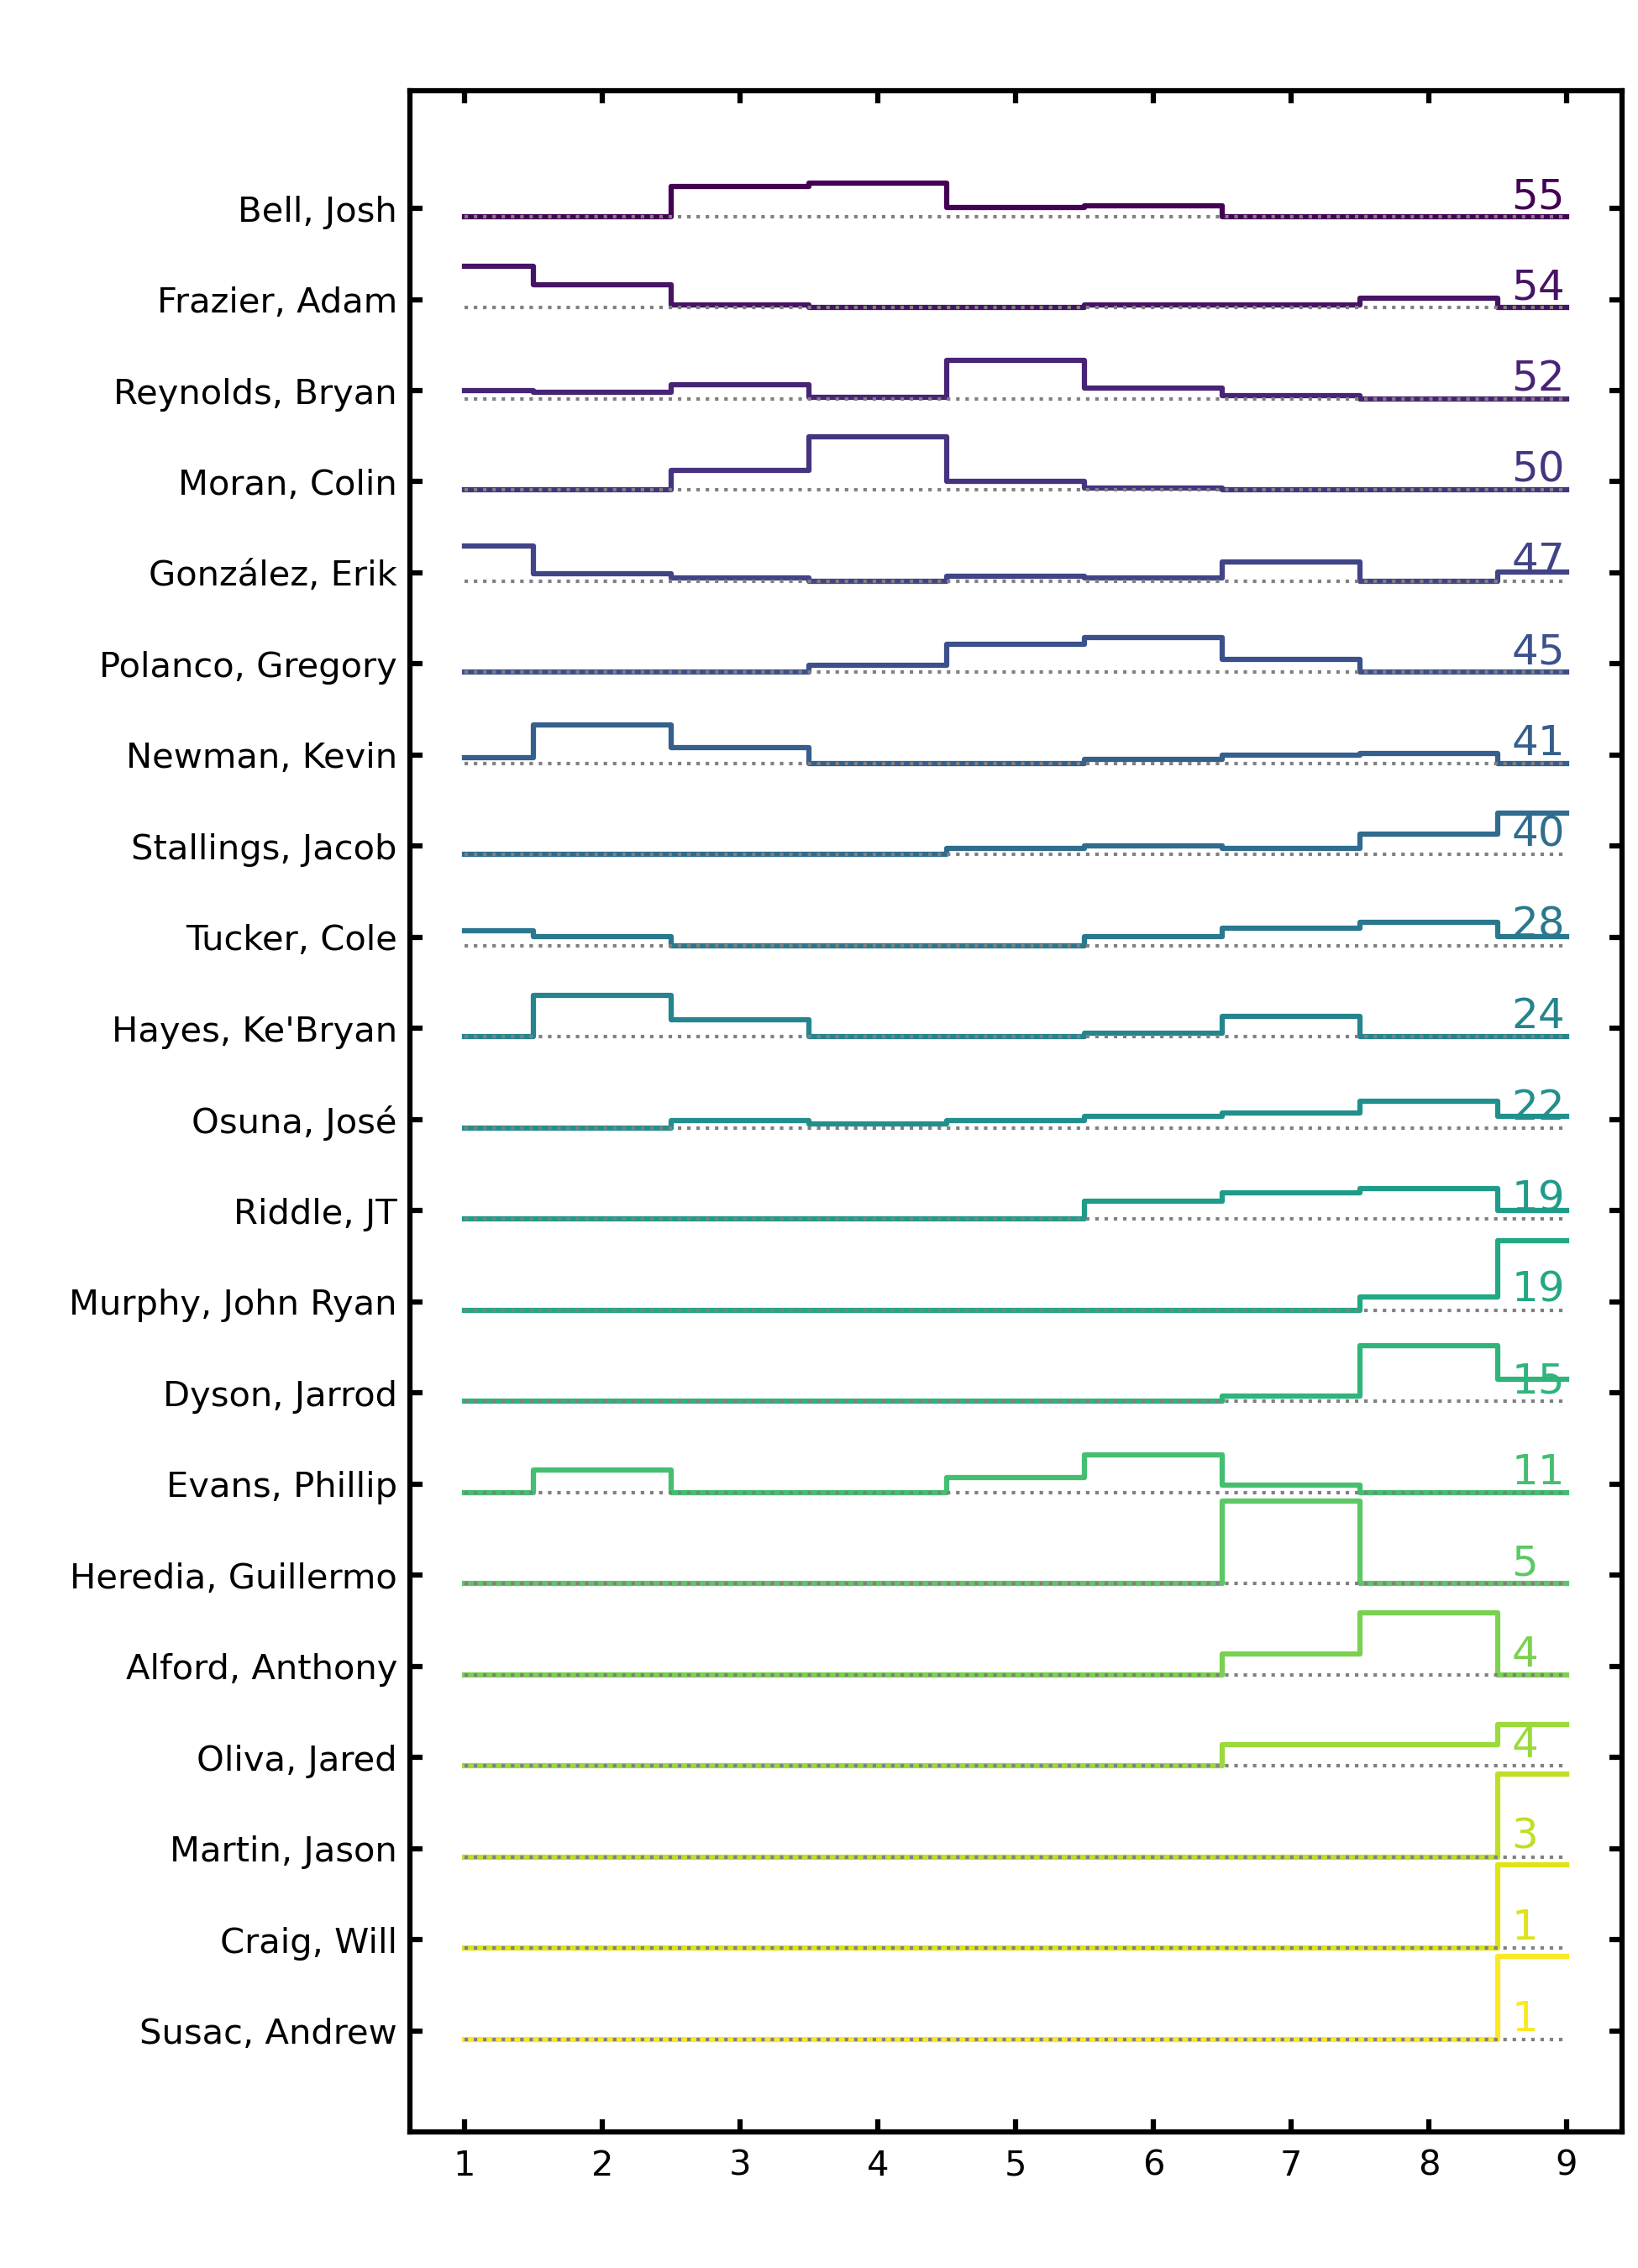 Bell, Josh 55
Frazier, Adam 54
Reynolds, Bryan 52
Moran, Colin 50
González, Erik 47
Polanco, Gregory 45
Newman, Kevin 41
Stallings, Jacob 40
Tucker, Cole 28
Hayes, Ke'Bryan 24
Osuna, José 22
Riddle, JT 19
Murphy, John Ryan 19
Dyson, Jarrod 15
Evans, Phillip 11
Heredia, Guillermo 5
Alford, Anthony 4
Oliva, Jared 4
Martin, Jason 3
Craig, Will 1
Susac, Andrew 1
1 2 3 4 5 6 7 8 9